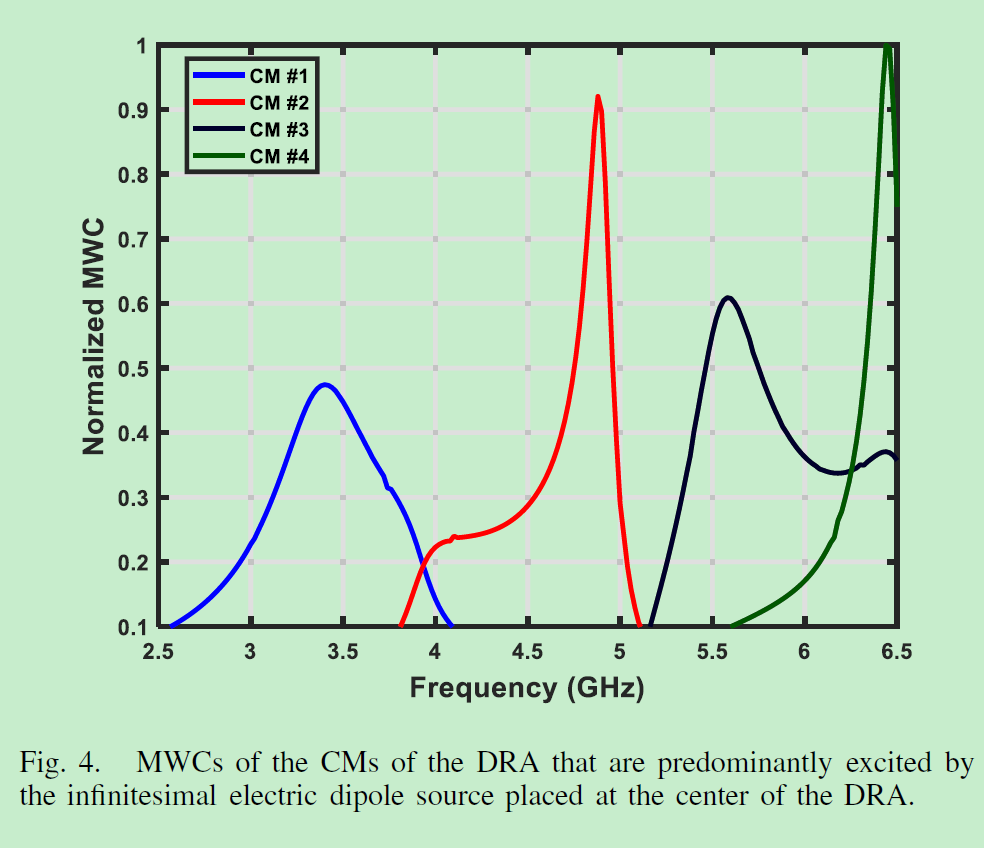 1
0.9
0.8
0.7
0.6
0.5
0.4
0.3
0.2
0.1
Normalized MWC
CM #1
CM #2
CM #3
CM #4
2.5 3 3.5 4 4.5 5 5.5 6 6.5
Frequency (GHz)
Fig. 4. MWCs of the CMs of the DRA that are predominantly excited by
the infinitesimal electric dipole source placed at the center of the DRA.